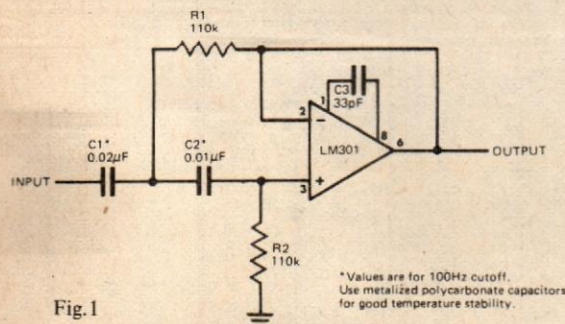 R1
110k
C3
33pF
1
2
8
6
LM301
C1*
0.02µF
C2*
0.01µF
INPUT
OUTPUT
3
R2
110k
*Values are for 100Hz cutoff.
Use metalized polycarbonate capacitors
for good temperature stability.
Fig.1